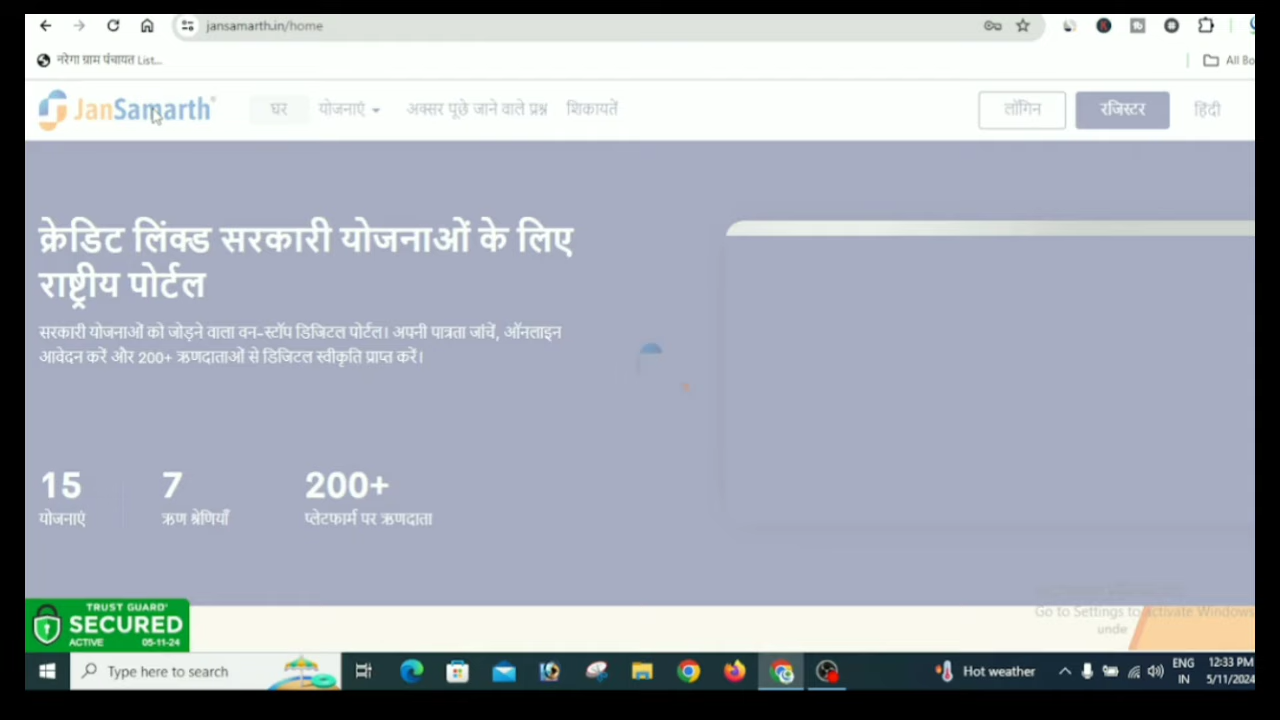 jansamarth.in/home
नरेगा ग्राम पंचायत List...
All Bo
JanSamarth
घर योजनाएं अक्सर पूछे जाने वाले प्रश्न शिकायतें लॉगिन रजिस्टर हिंदी
क्रेडिट लिंक्ड सरकारी योजनाओं के लिए
राष्ट्रीय पोर्टल
सरकारी योजनाओं को जोड़ने वाला वन-स्टॉप डिजिटल पोर्टल। अपनी पात्रता जांचें, ऑनलाइन
आवेदन करें और 200+ ऋणदाताओं से डिजिटल स्वीकृति प्राप्त करें।
15 7 200+
योजनाएं ऋण श्रेणियाँ प्लेटफार्म पर ऋणदाता
TRUST GUARD
SECURED
ACTIVE 05-11-24
Go to Settings to activate Windows
unde
Type here to search
Hot weather
ENG
IN
12:33 PM
5/11/2024